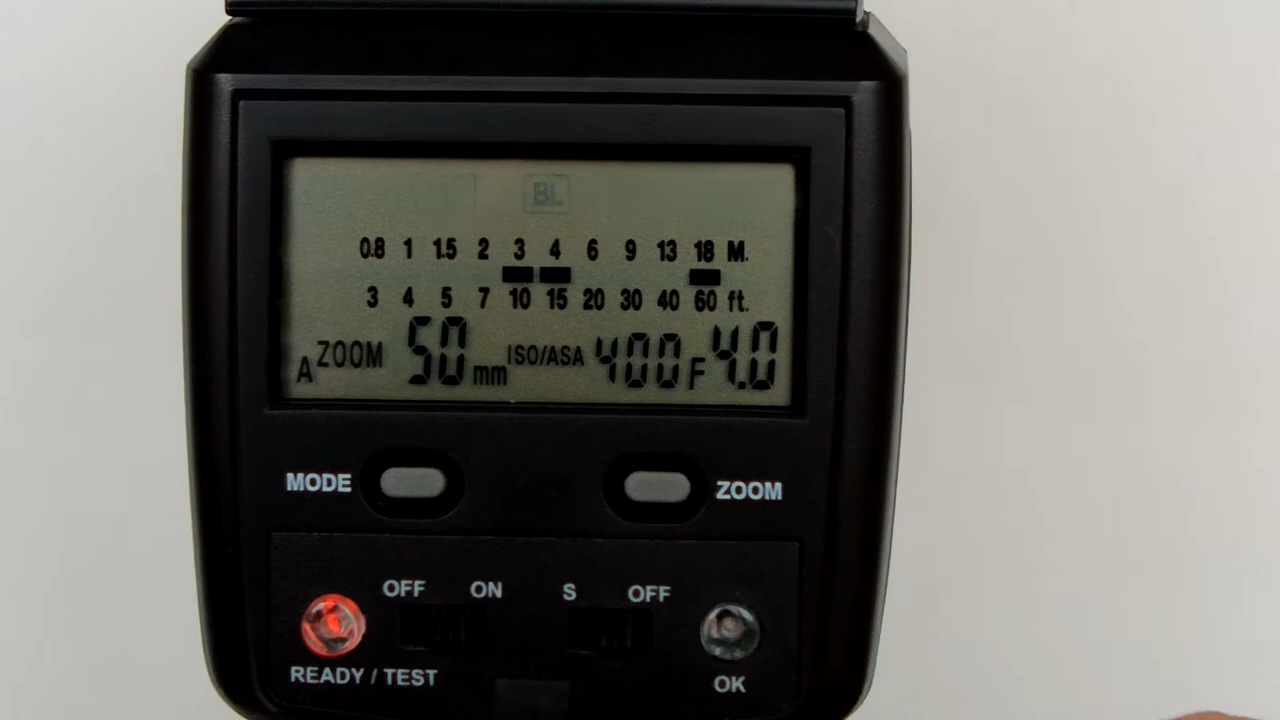 BL
0.8 1 1.5 2 3 4 6 9 13 18 M.
3 4 5 7 10 15 20 30 40 60 ft.
A ZOOM 50 mm ISO/ASA 400 F 4.0
MODE ZOOM
OFF ON S OFF
READY / TEST OK